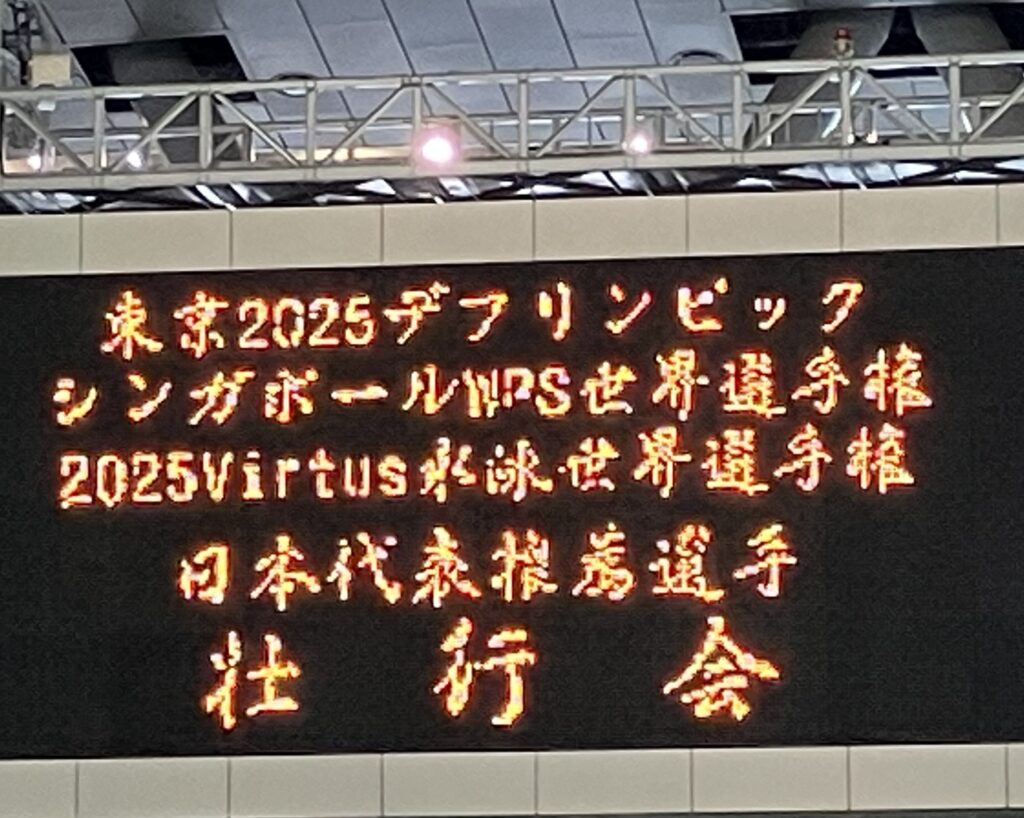 東京2025デフリンピック
シンガポールWPS世界選手権
2025Virtus水泳世界選手権
日本代表推薦選手
壮行会